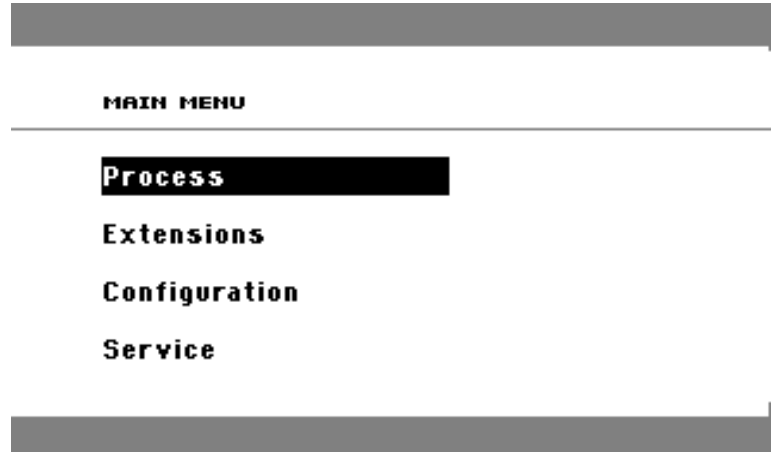 MAIN MENU
Process
Extensions
Configuration
Service